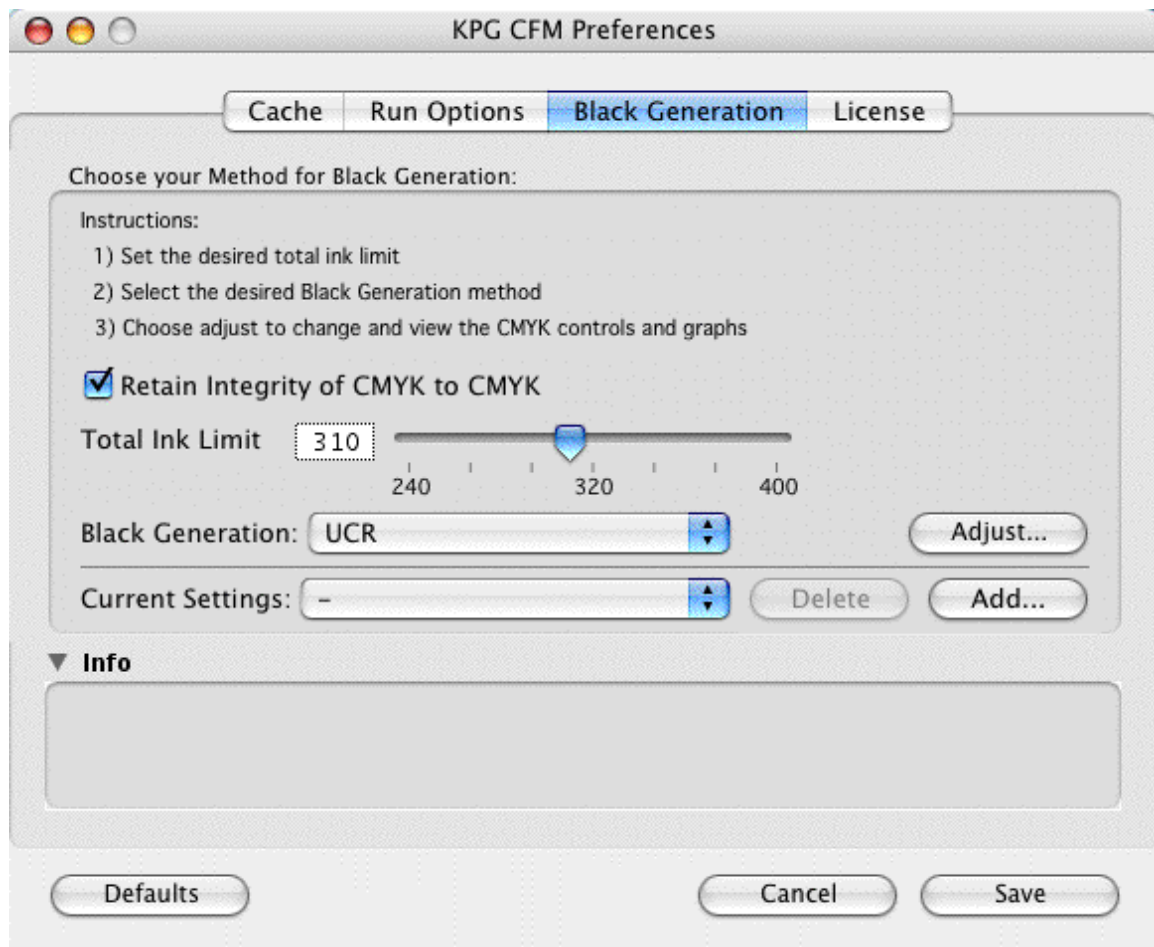 KPG CFM Preferences
Cache Run Options Black Generation License
Choose your Method for Black Generation:
Instructions:
1) Set the desired total ink limit
2) Select the desired Black Generation method
3) Choose adjust to change and view the CMYK controls and graphs
Retain Integrity of CMYK to CMYK
Total Ink Limit 310
240 320 400
Black Generation: UCR Adjust...
Current Settings: – Delete Add...
Info
Defaults Cancel Save